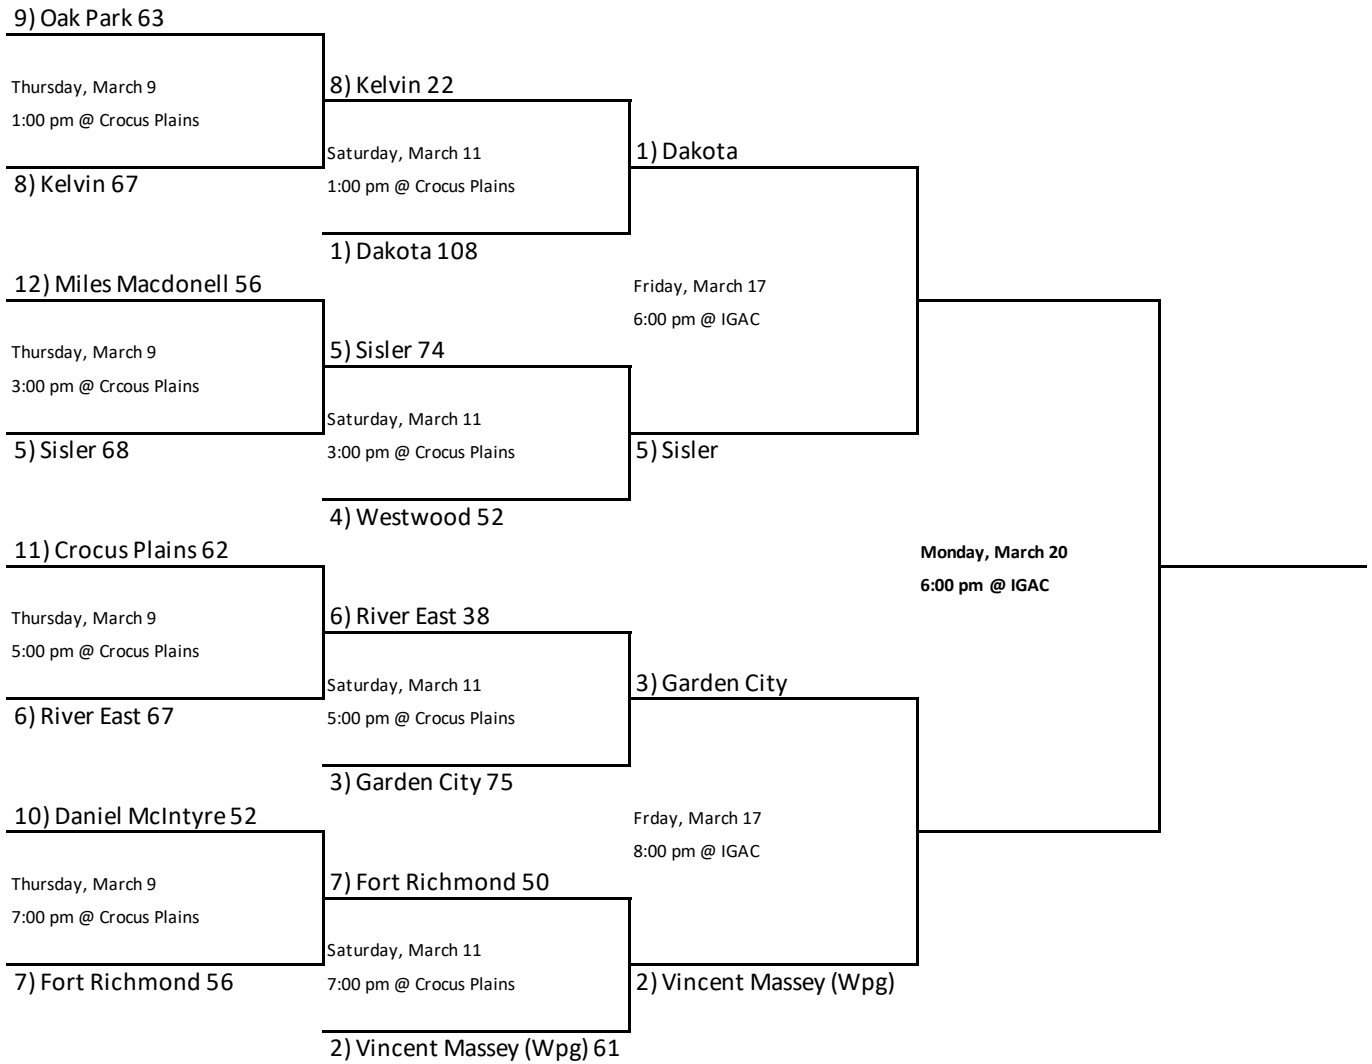 9) Oak Park 63
Thursday, March 9
1:00 pm @ Crocus Plains
8) Kelvin 67
12) Miles Macdonell 56
Thursday, March 9
3:00 pm @ Crcous Plains
5) Sisler 68
11) Crocus Plains 62
Thursday, March 9
5:00 pm @ Crocus Plains
6) River East 67
10) Daniel McIntyre 52
Thursday, March 9
7:00 pm @ Crocus Plains
7) Fort Richmond 56
8) Kelvin 22
Saturday, March 11
1:00 pm @ Crocus Plains
1) Dakota 108
5) Sisler 74
Saturday, March 11
3:00 pm @ Crocus Plains
4) Westwood 52
6) River East 38
Saturday, March 11
5:00 pm @ Crocus Plains
3) Garden City 75
7) Fort Richmond 50
Saturday, March 11
7:00 pm @ Crocus Plains
2) Vincent Massey (Wpg) 61
1) Dakota
Friday, March 17
6:00 pm @ IGAC
5) Sisler
3) Garden City
Frday, March 17
8:00 pm @ IGAC
2) Vincent Massey (Wpg)
Monday, March 20
6:00 pm @ IGAC